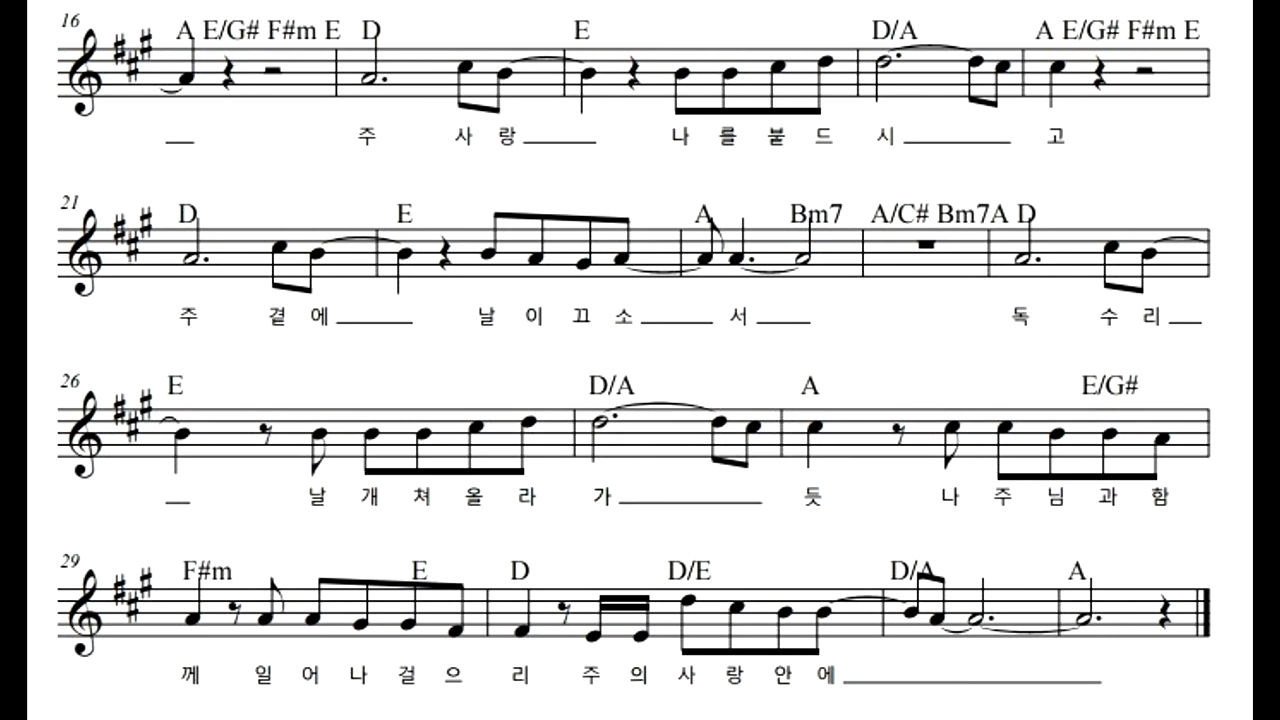 16 A E/G# F#m E D E D/A A E/G# F#m E
주 사 랑 나 를 붙 드 시 고
21 D E A Bm7 A/C# Bm7A D
주 곁 에 날 이 끄 소 서 독 수 리
26 E D/A A E/G#
날 개 쳐 올 라 가 듯 나 주 님 과 함
29 F#m E D D/E D/A A
께 일 어 나 걸 으 리 주 의 사 랑 안 에